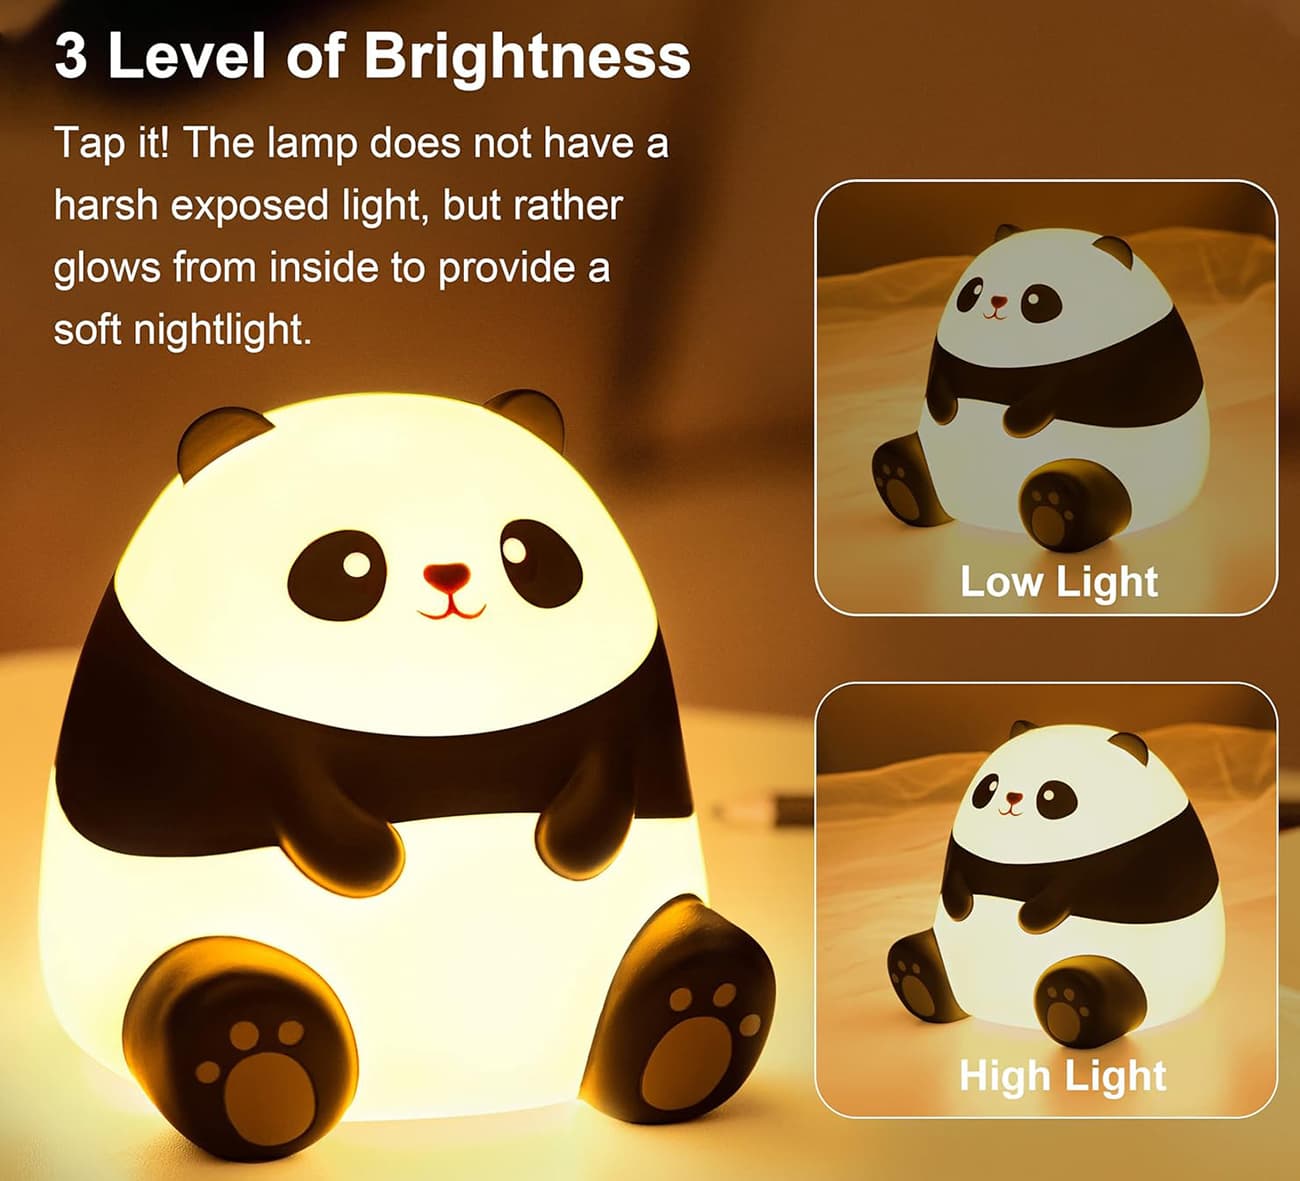 3 Level of Brightness
Tap it! The lamp does not have a
harsh exposed light, but rather
glows from inside to provide a
soft nightlight.
Low Light
High Light